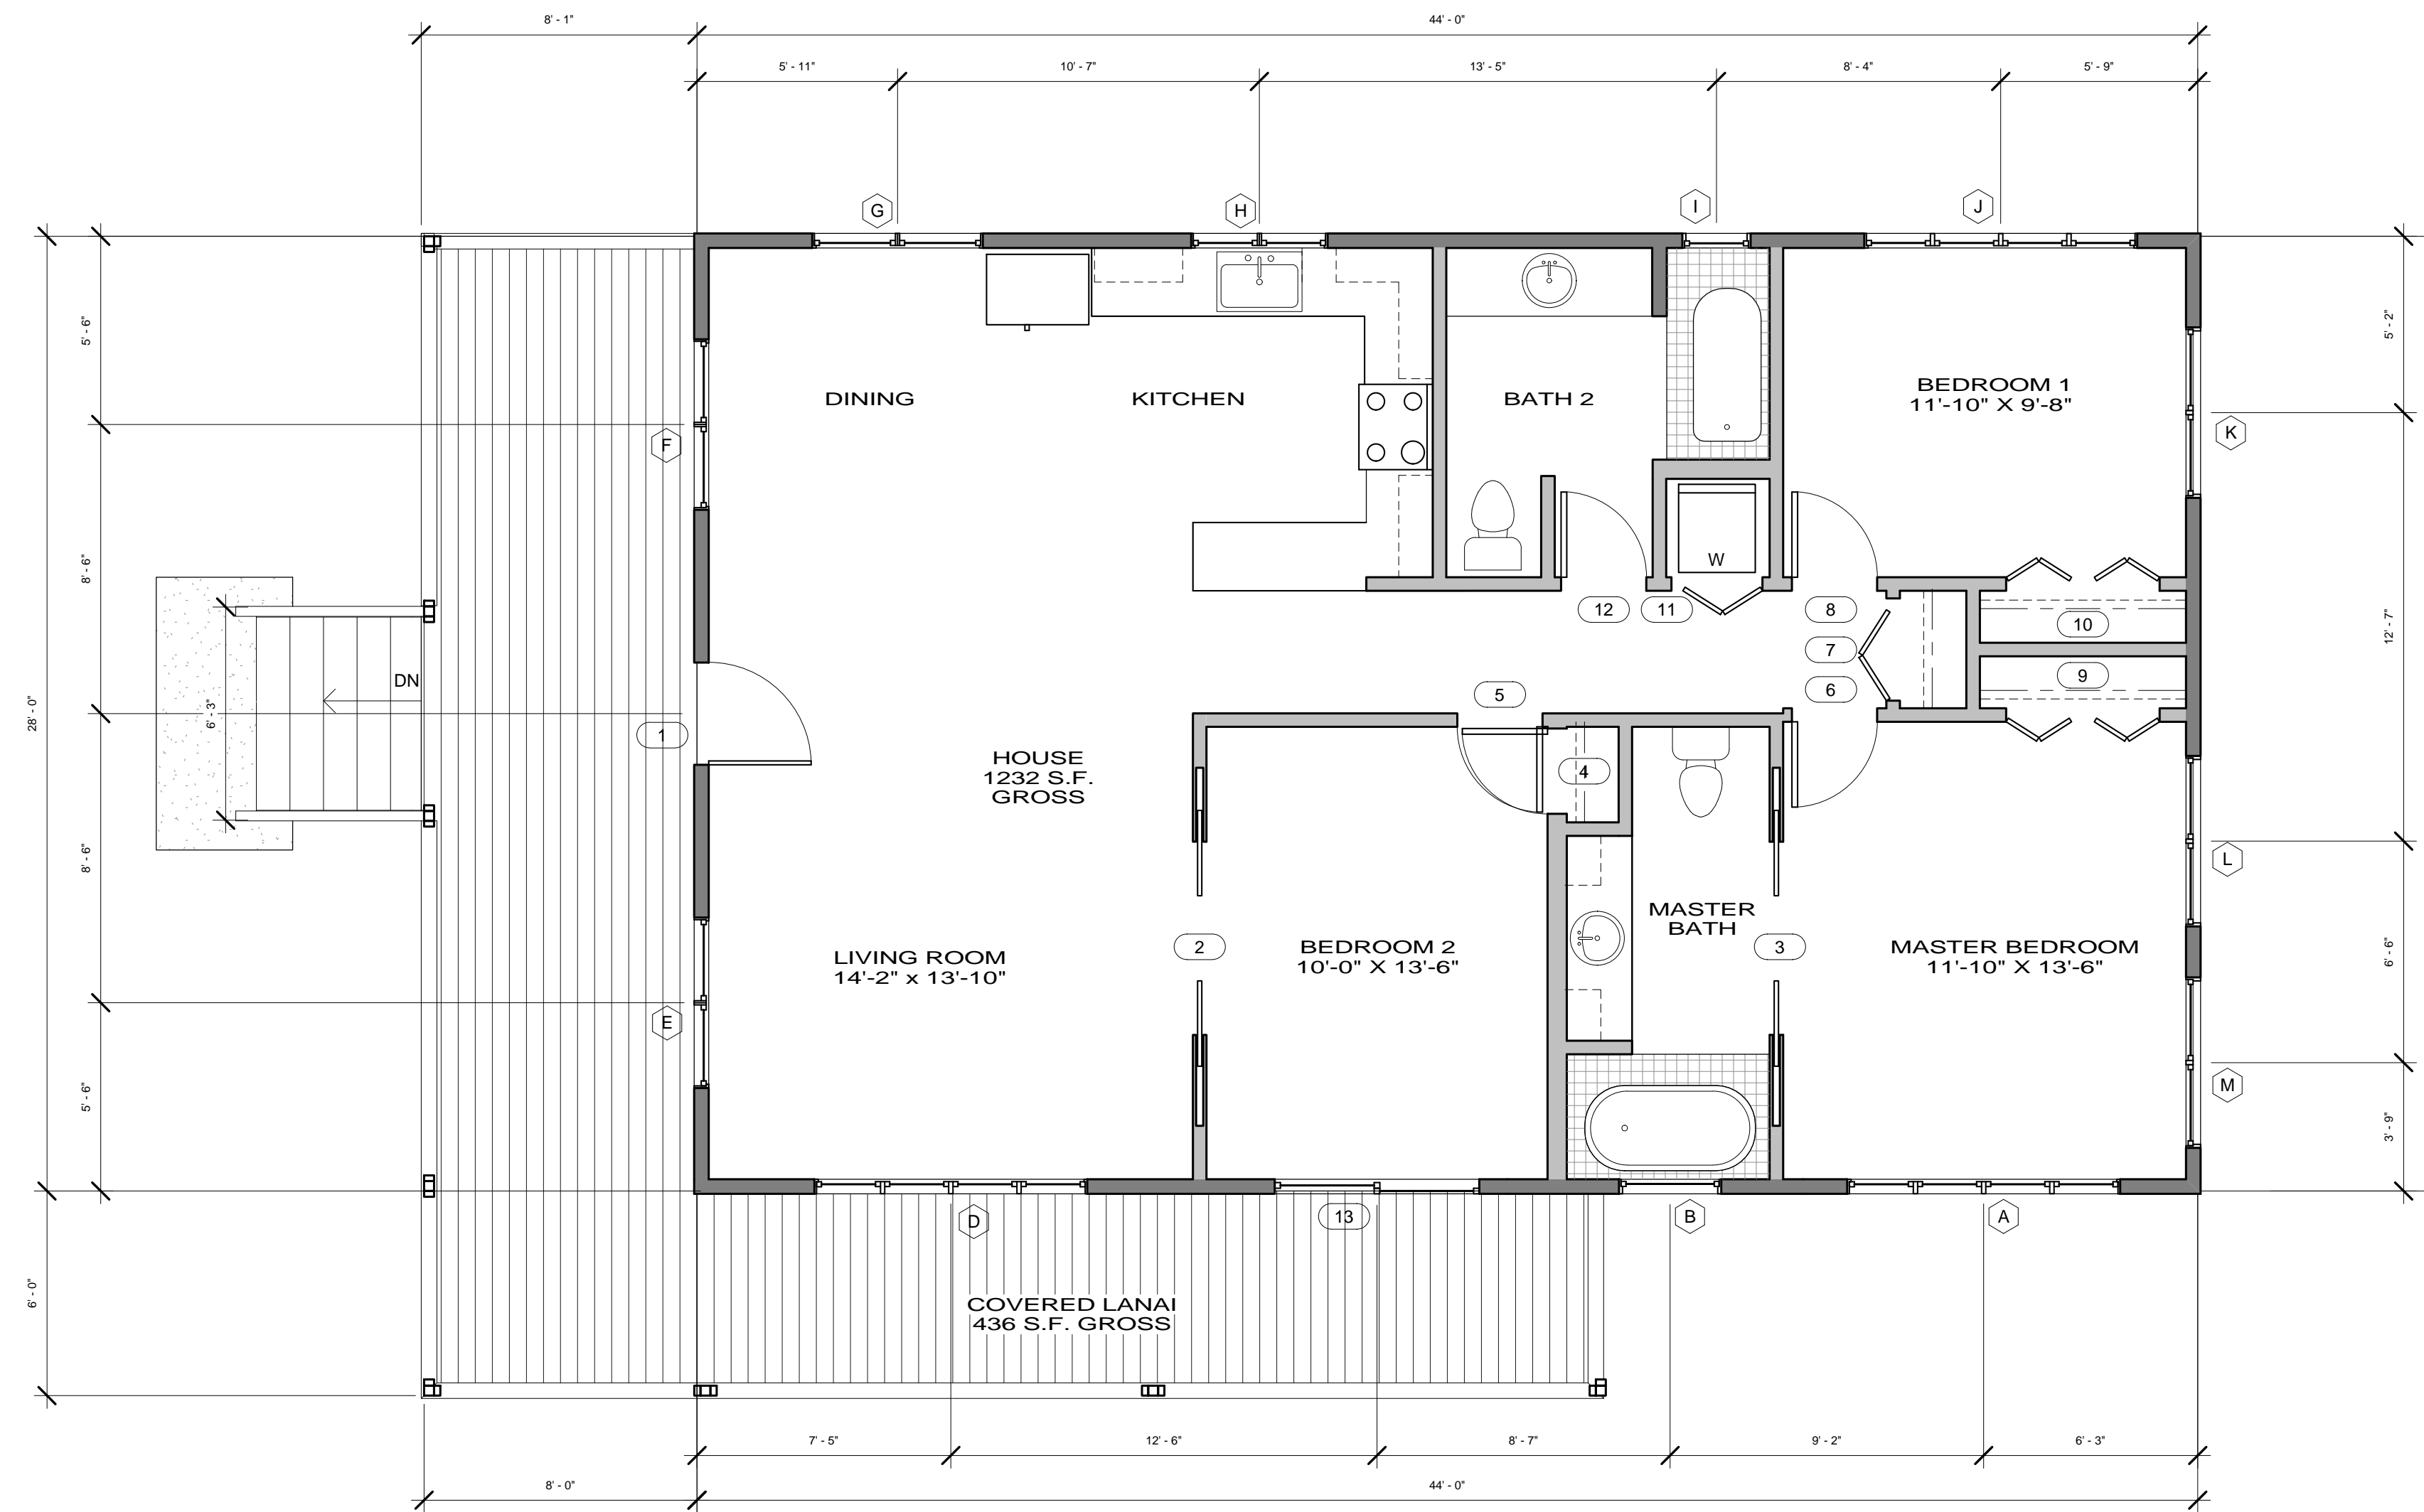 8' - 1"
44' - 0"
5' - 11"
10' - 7"
13' - 5"
8' - 4"
5' - 9"
G
H
I
J
5' - 6"
5' - 2"
DINING
KITCHEN
BATH 2
BEDROOM 1
11'-10" X 9'-8"
F
K
8' - 6"
W
12
11
8
10
12' - 7"
7
9
6
DN
5
28' - 0"
6' - 3"
1
HOUSE
1232 S.F.
GROSS
4
8' - 6"
L
MASTER
BATH
2
3
LIVING ROOM
14'-2" x 13'-10"
BEDROOM 2
10'-0" X 13'-6"
MASTER BEDROOM
11'-10" X 13'-6"
6' - 6"
E
M
5' - 6"
3' - 9"
D
13
B
A
6' - 0"
COVERED LANAI
436 S.F. GROSS
7' - 5"
12' - 6"
8' - 7"
9' - 2"
6' - 3"
8' - 0"
44' - 0"